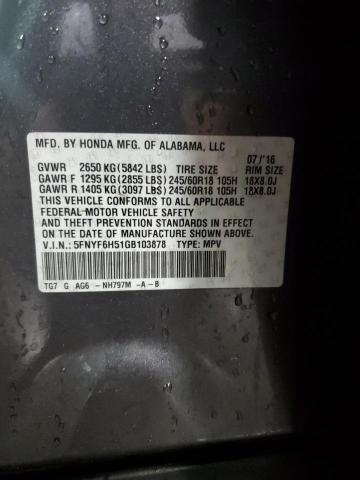 MFD. BY HONDA MFG. OF ALABAMA, LLC
07/'16
GVWR 2650 KG (5842 LBS) TIRE SIZE RIM SIZE
GAWR F 1295 KG (2855 LBS) 245/60R18 105H 18X8.0J
GAWR R 1405 KG (3097 LBS) 245/60R18 105H 18X8.0J
THIS VEHICLE CONFORMS TO ALL APPLICABLE
FEDERAL MOTOR VEHICLE SAFETY
AND THEFT PREVENTION STANDARDS IN EFFECT
ON THE DATE OF MANUFACTURE SHOWN ABOVE.
V.I.N.: 5FNYF6H51GB103878 TYPE: MPV
TG7 G AG6 - NH797M -A-B